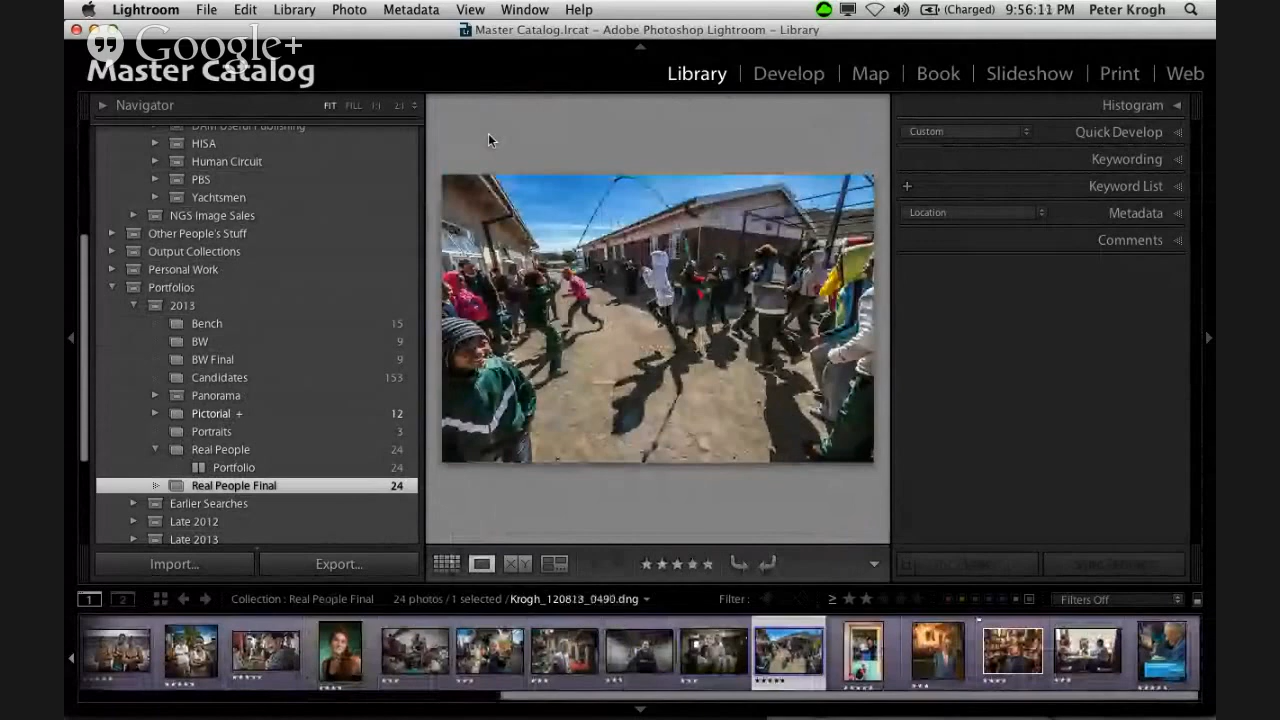 Lightroom File Edit Library Photo Metadata View Window Help (Charged) 9:56:11 PM Peter Krogh
Master Catalog.lrcat – Adobe Photoshop Lightroom – Library
Google+
Master Catalog
Library | Develop | Map | Book | Slideshow | Print | Web
Navigator FIT FILL 1:1 2:1
Histogram
DAM Useful Publishing
Custom Quick Develop
HISA
Human Circuit
Keywording
PBS
+ Keyword List
Yachtsmen
NGS Image Sales
Location Metadata
Other People's Stuff
Comments
Output Collections
Personal Work
Portfolios
2013
Bench 15
BW 9
BW Final 9
Candidates 153
Panorama
Pictorial + 12
Portraits 3
Real People 24
Portfolio 24
Real People Final 24
Earlier Searches
Late 2012
Late 2013
Import... Export...
X Y
1 2 Collection : Real People Final 24 photos / 1 selected / Krogh_120813_0490.dng Filter : ≥ Filters Off